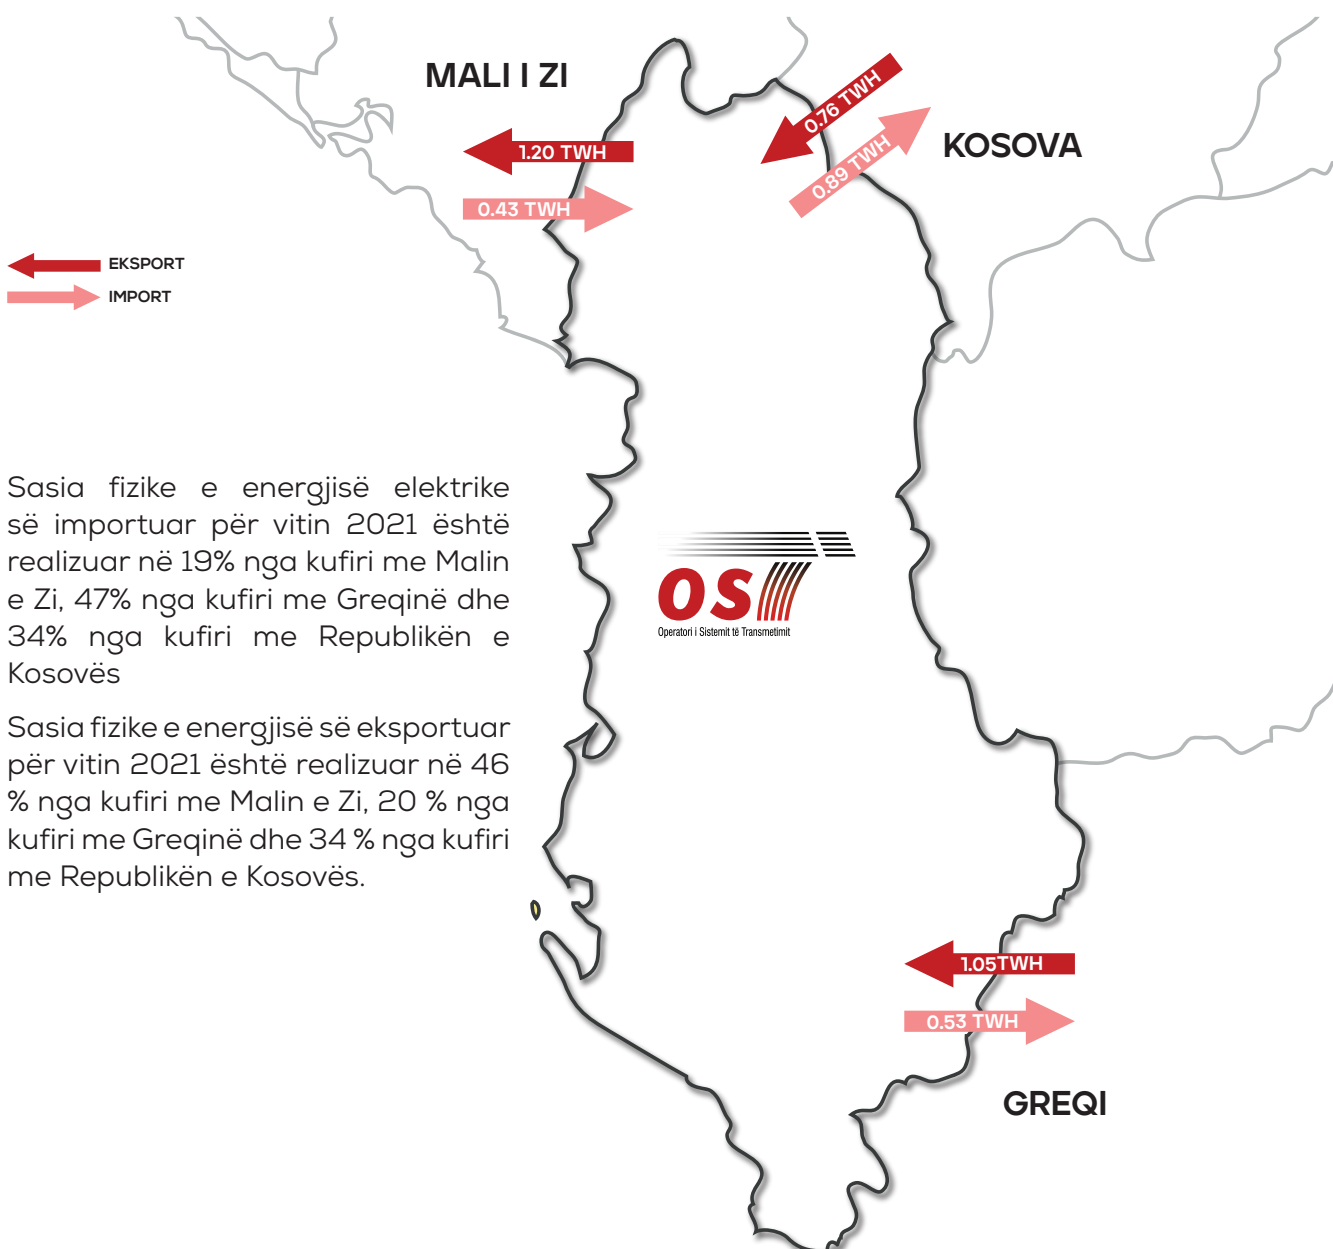 MALI I ZI
0.76 TWH
0.89 TWH
KOSOVA
1.20 TWH
0.43 TWH
EKSPORT
IMPORT
Sasia fizike e energjisë elektrike
së importuar për vitin 2021 është
realizuar në 19% nga kufiri me Malin
e Zi, 47% nga kufiri me Greqinë dhe
34% nga kufiri me Republikën e
Kosovës
Sasia fizike e energjisë së eksportuar
për vitin 2021 është realizuar në 46
% nga kufiri me Malin e Zi, 20 % nga
kufiri me Greqinë dhe 34 % nga kufiri
me Republikën e Kosovës.
OST
Operatori i Sistemit të Transmetimit
1.05TWH
0.53 TWH
GREQI